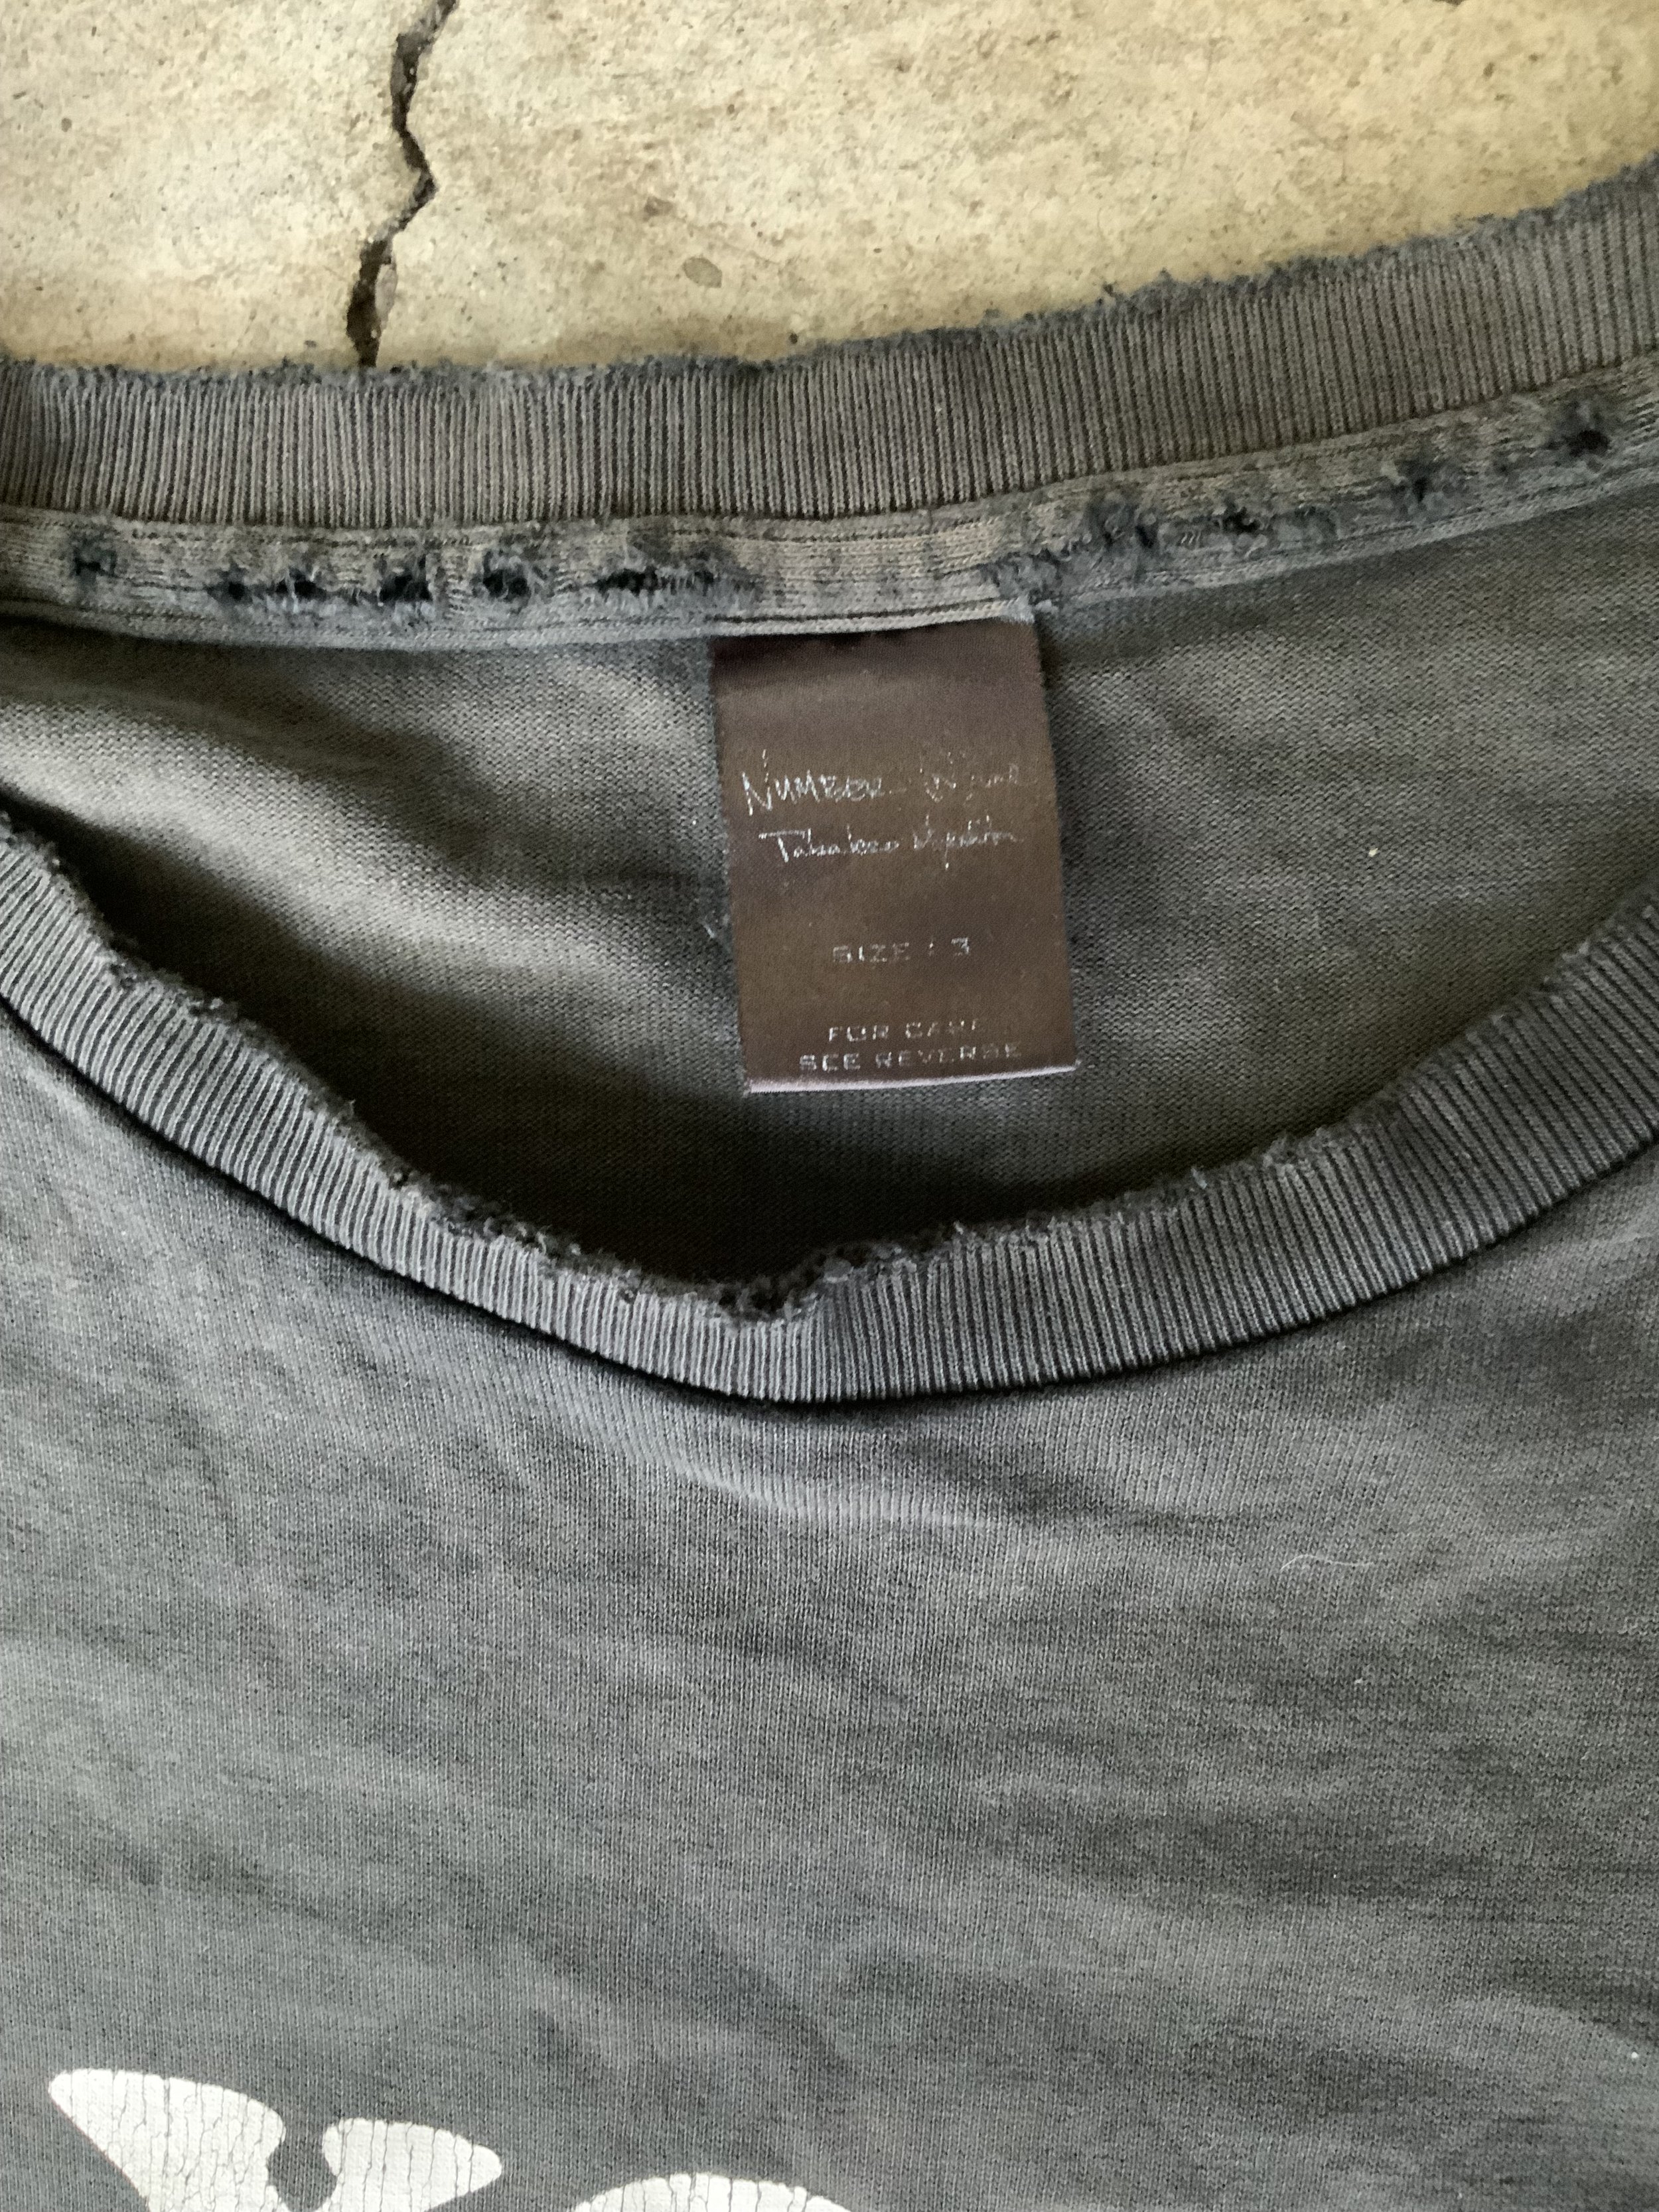 NUMBER (N)ine
Takahiro Miyashita
SIZE : 3
FOR CARE
SEE REVERSE